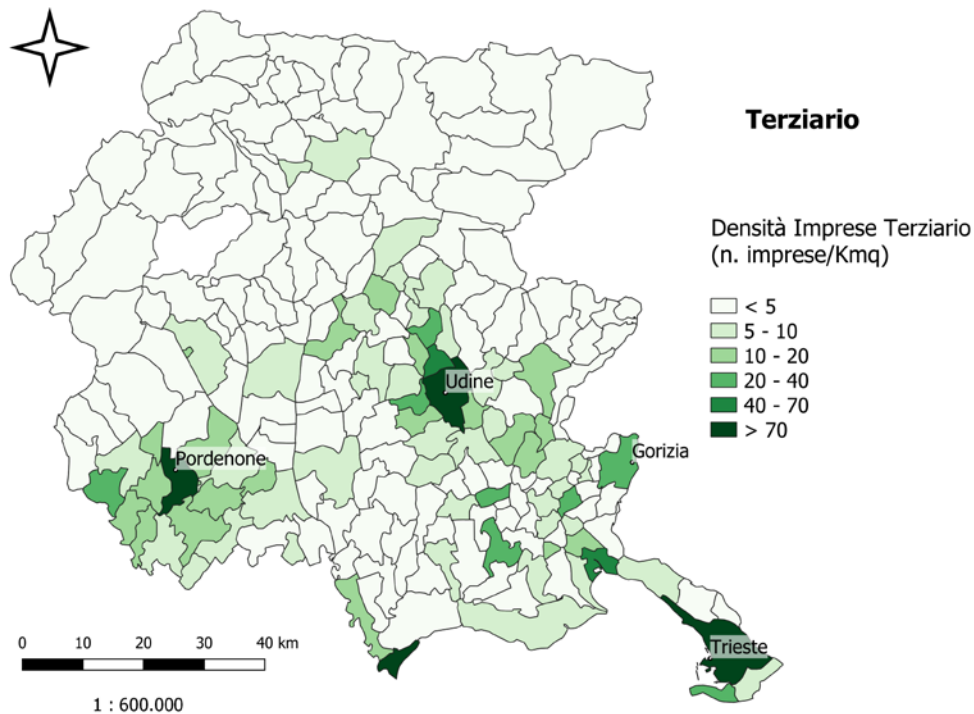 Terziario
Densità Imprese Terziario
(n. imprese/Kmq)
< 5
5 - 10
10 - 20
20 - 40
40 - 70
> 70
Udine
Pordenone
Gorizia
Trieste
0 10 20 30 40 km
1 : 600.000